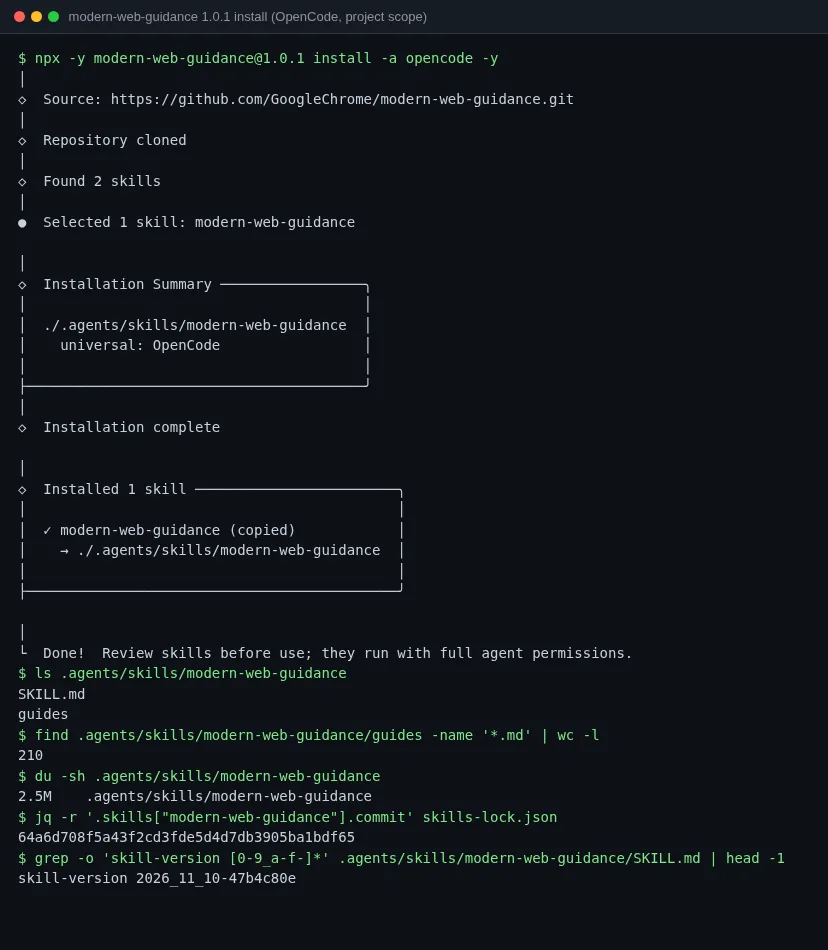 modern-web-guidance 1.0.1 install (OpenCode, project scope)
$ npx -y modern-web-guidance@1.0.1 install -a opencode -y
│
◇  Source: https://github.com/GoogleChrome/modern-web-guidance.git
│
◇  Repository cloned
│
◇  Found 2 skills
│
●  Selected 1 skill: modern-web-guidance
│
◇  Installation Summary ─────────────────╮
│                                        │
│  ./.agents/skills/modern-web-guidance  │
│    universal: OpenCode                 │
│                                        │
├────────────────────────────────────────╯
│
◇  Installation complete
│
◇  Installed 1 skill ────────────────────────╮
│                                            │
│  ✓ modern-web-guidance (copied)            │
│    → ./.agents/skills/modern-web-guidance  │
│                                            │
├────────────────────────────────────────────╯
│
└  Done!  Review skills before use; they run with full agent permissions.
$ ls .agents/skills/modern-web-guidance
SKILL.md
guides
$ find .agents/skills/modern-web-guidance/guides -name '*.md' | wc -l
210
$ du -sh .agents/skills/modern-web-guidance
2.5M    .agents/skills/modern-web-guidance
$ jq -r '.skills["modern-web-guidance"].commit' skills-lock.json
64a6d708f5a43f2cd3fde5d4d7db3905ba1bdf65
$ grep -o 'skill-version [0-9_a-f-]*' .agents/skills/modern-web-guidance/SKILL.md | head -1
skill-version 2026_11_10-47b4c80e